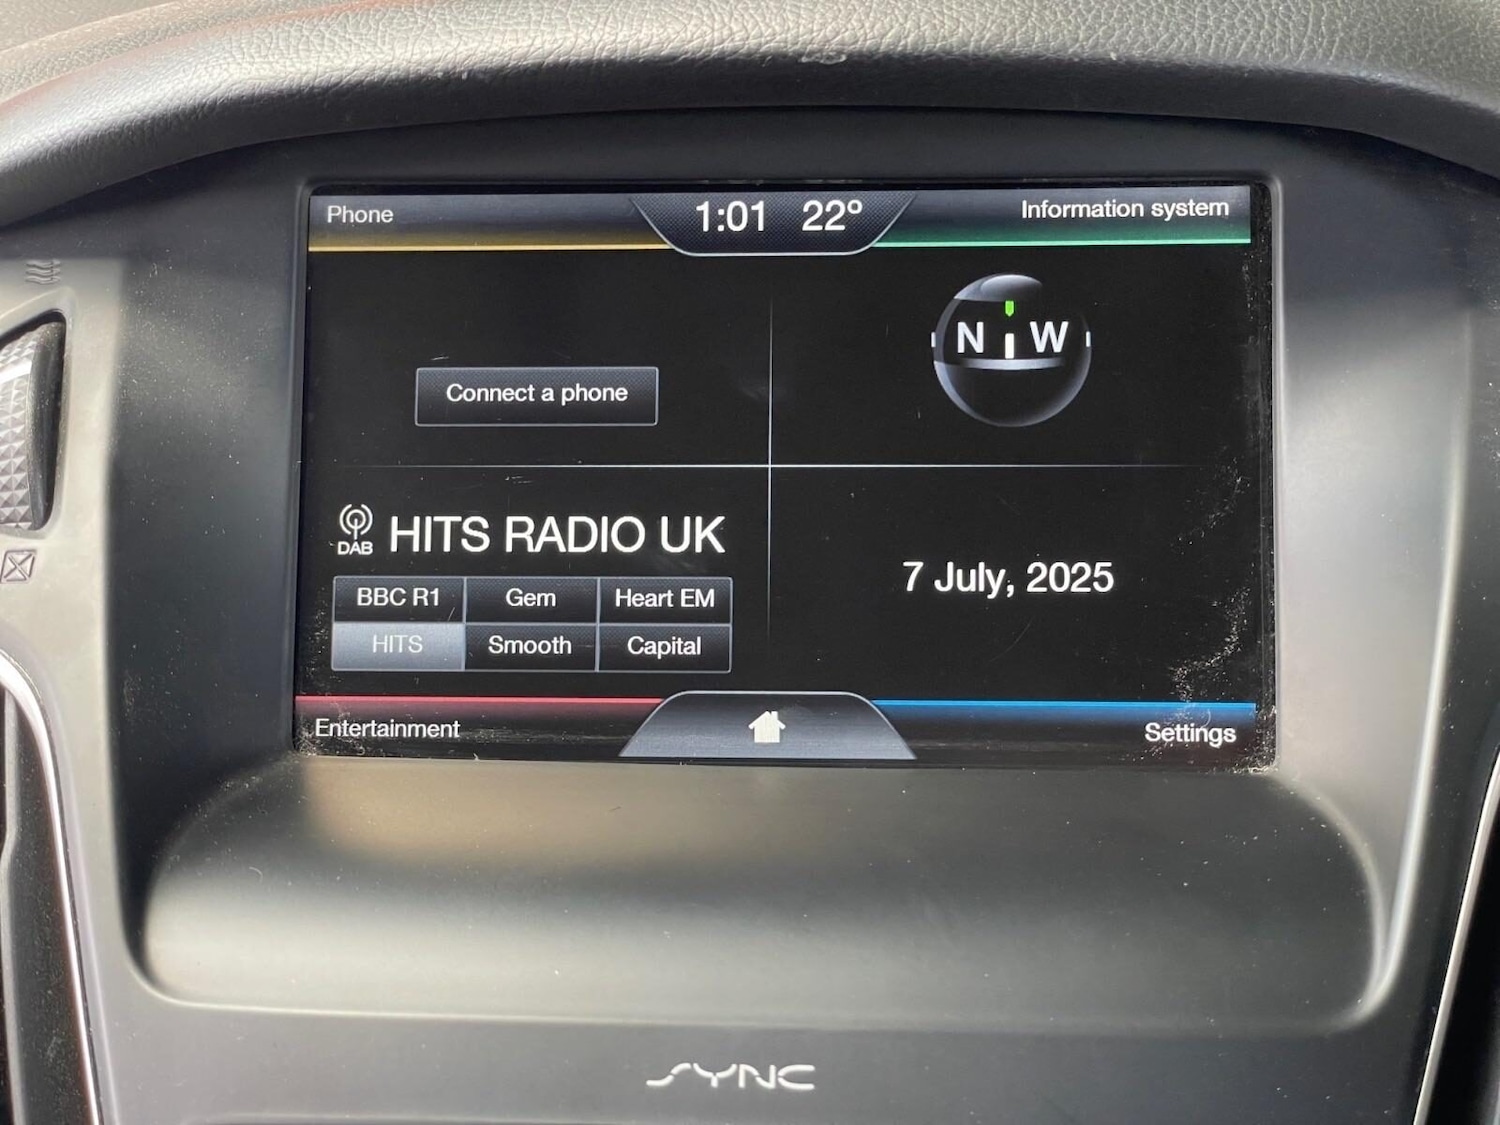 Phone
1:01 22°
Information system
N W
Connect a phone
DAB
HITS RADIO UK
BBC R1 Gem Heart EM
HITS Smooth Capital
7 July, 2025
Entertainment
Settings
SYNC